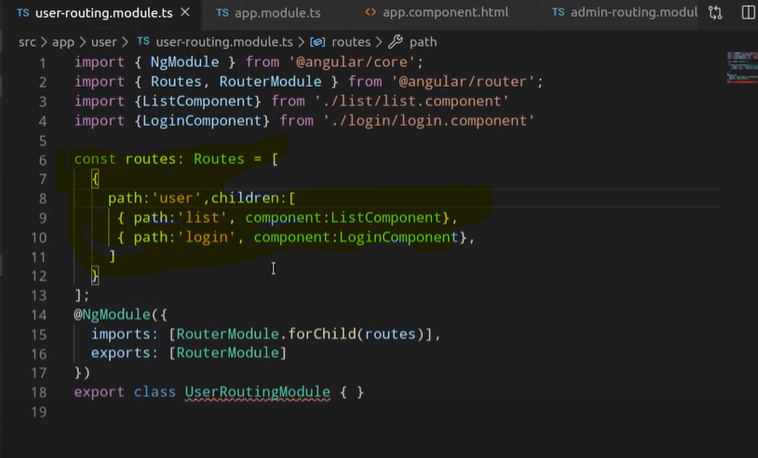 TS user-routing.module.ts × TS app.module.ts <> app.component.html TS admin-routing.modul
src > app > user > TS user-routing.module.ts > routes > path
1 import { NgModule } from '@angular/core';
2 import { Routes, RouterModule } from '@angular/router';
3 import {ListComponent} from './list/list.component'
4 import {LoginComponent} from './login/login.component'
5
6 const routes: Routes = [
7 {
8 path:'user',children:[
9 { path:'list', component:ListComponent},
10 { path:'login', component:LoginComponent},
11 ]
12 }
13 ];
14 @NgModule({
15 imports: [RouterModule.forChild(routes)],
16 exports: [RouterModule]
17 })
18 export class UserRoutingModule { }
19